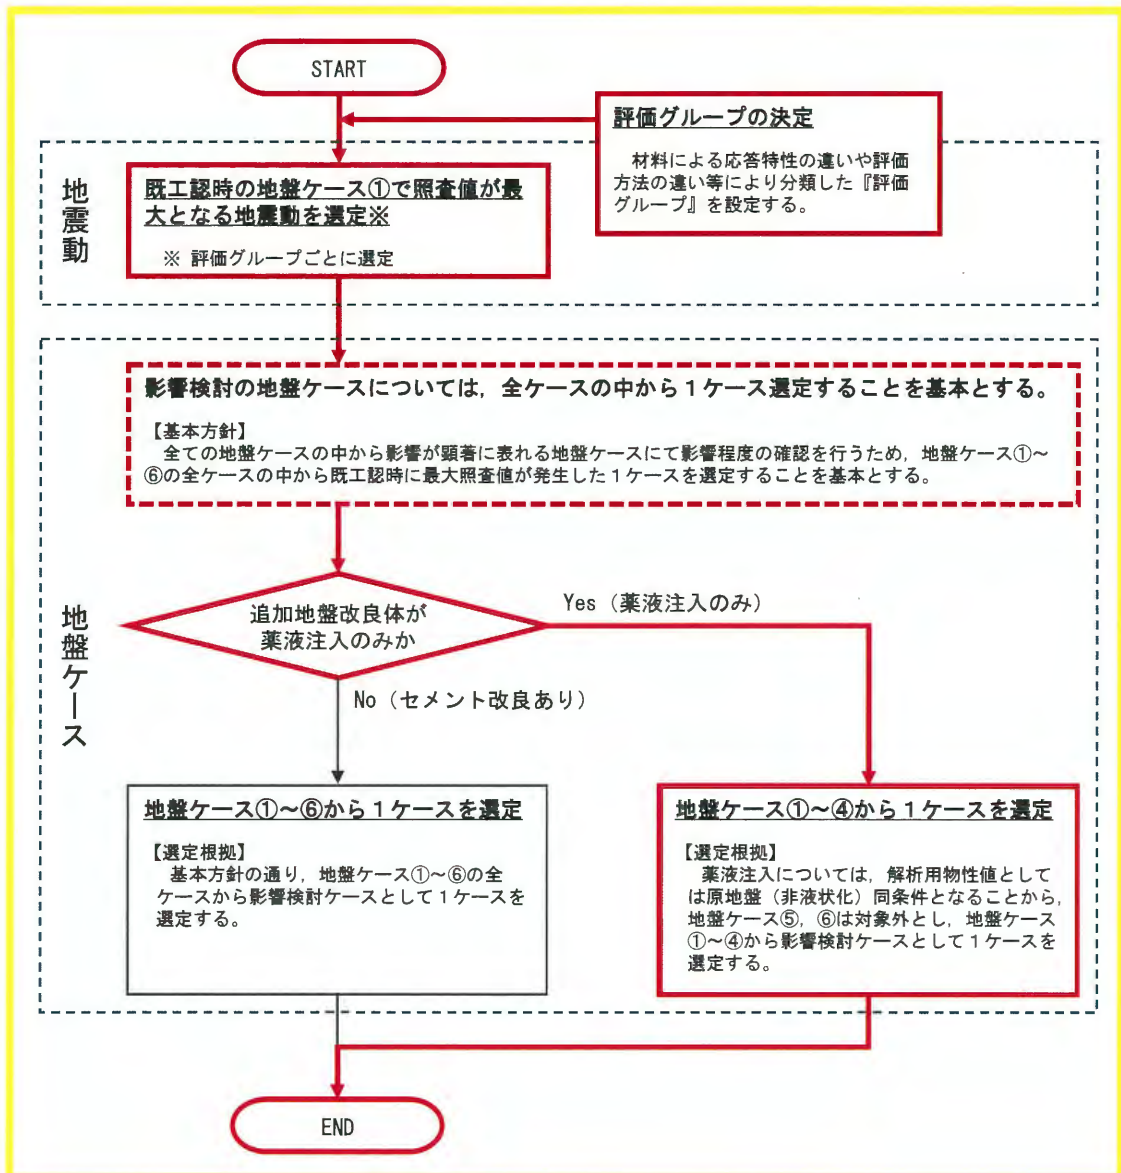 START
評価グループの決定
材料による応答特性の違いや評価
方法の違い等により分類した『評価
グループ』を設定する。
地震動
既工認時の地盤ケース①で照査値が最
大となる地震動を選定※
※ 評価グループごとに選定
地盤ケース
影響検討の地盤ケースについては，全ケースの中から１ケース選定することを基本とする。
【基本方針】
全ての地盤ケースの中から影響が顕著に表れる地盤ケースにて影響程度の確認を行うため，地盤ケース①～
⑥の全ケースの中から既工認時に最大照査値が発生した１ケースを選定することを基本とする。
追加地盤改良体が
薬液注入のみか
Yes（薬液注入のみ）
No（セメント改良あり）
地盤ケース①～⑥から１ケースを選定
【選定根拠】
基本方針の通り，地盤ケース①～⑥の全
ケースから影響検討ケースとして１ケースを
選定する。
地盤ケース①～④から１ケースを選定
【選定根拠】
薬液注入については，解析用物性値として
は原地盤（非液状化）同条件となることから，
地盤ケース⑤，⑥は対象外とし，地盤ケース
①～④から影響検討ケースとして１ケースを
選定する。
END